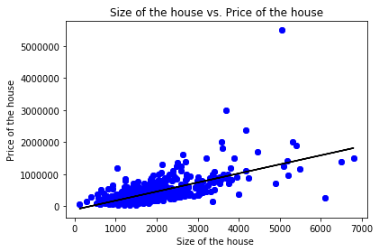 Size of the house vs. Price of the house
Price of the house
5000000
4000000
3000000
2000000
1000000
0
0 1000 2000 3000 4000 5000 6000 7000
Size of the house